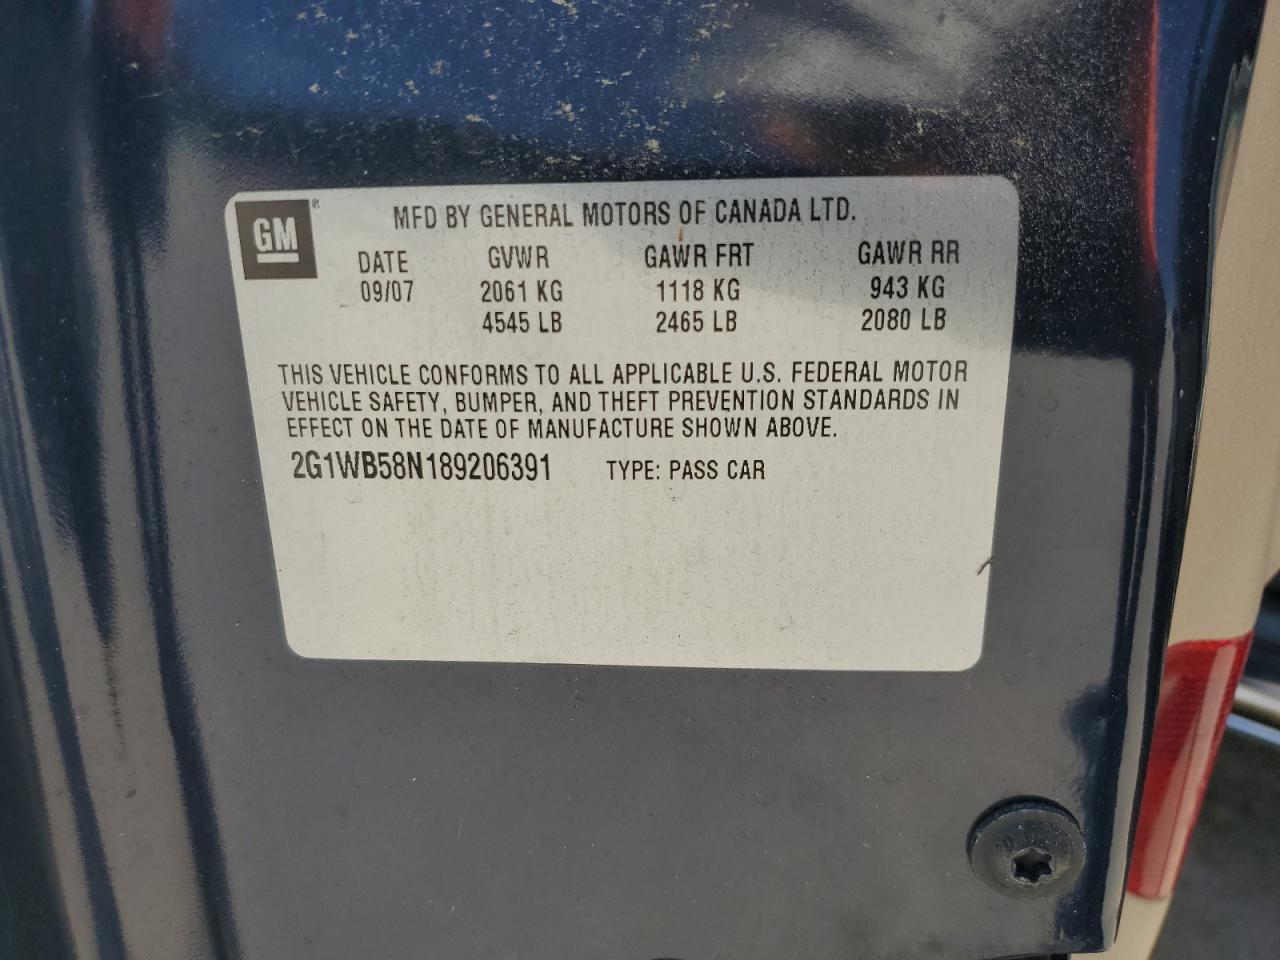 GM®
MFD BY GENERAL MOTORS OF CANADA LTD.
DATE GVWR GAWR FRT GAWR RR
09/07 2061 KG 1118 KG 943 KG
4545 LB 2465 LB 2080 LB
THIS VEHICLE CONFORMS TO ALL APPLICABLE U.S. FEDERAL MOTOR
VEHICLE SAFETY, BUMPER, AND THEFT PREVENTION STANDARDS IN
EFFECT ON THE DATE OF MANUFACTURE SHOWN ABOVE.
2G1WB58N189206391 TYPE: PASS CAR